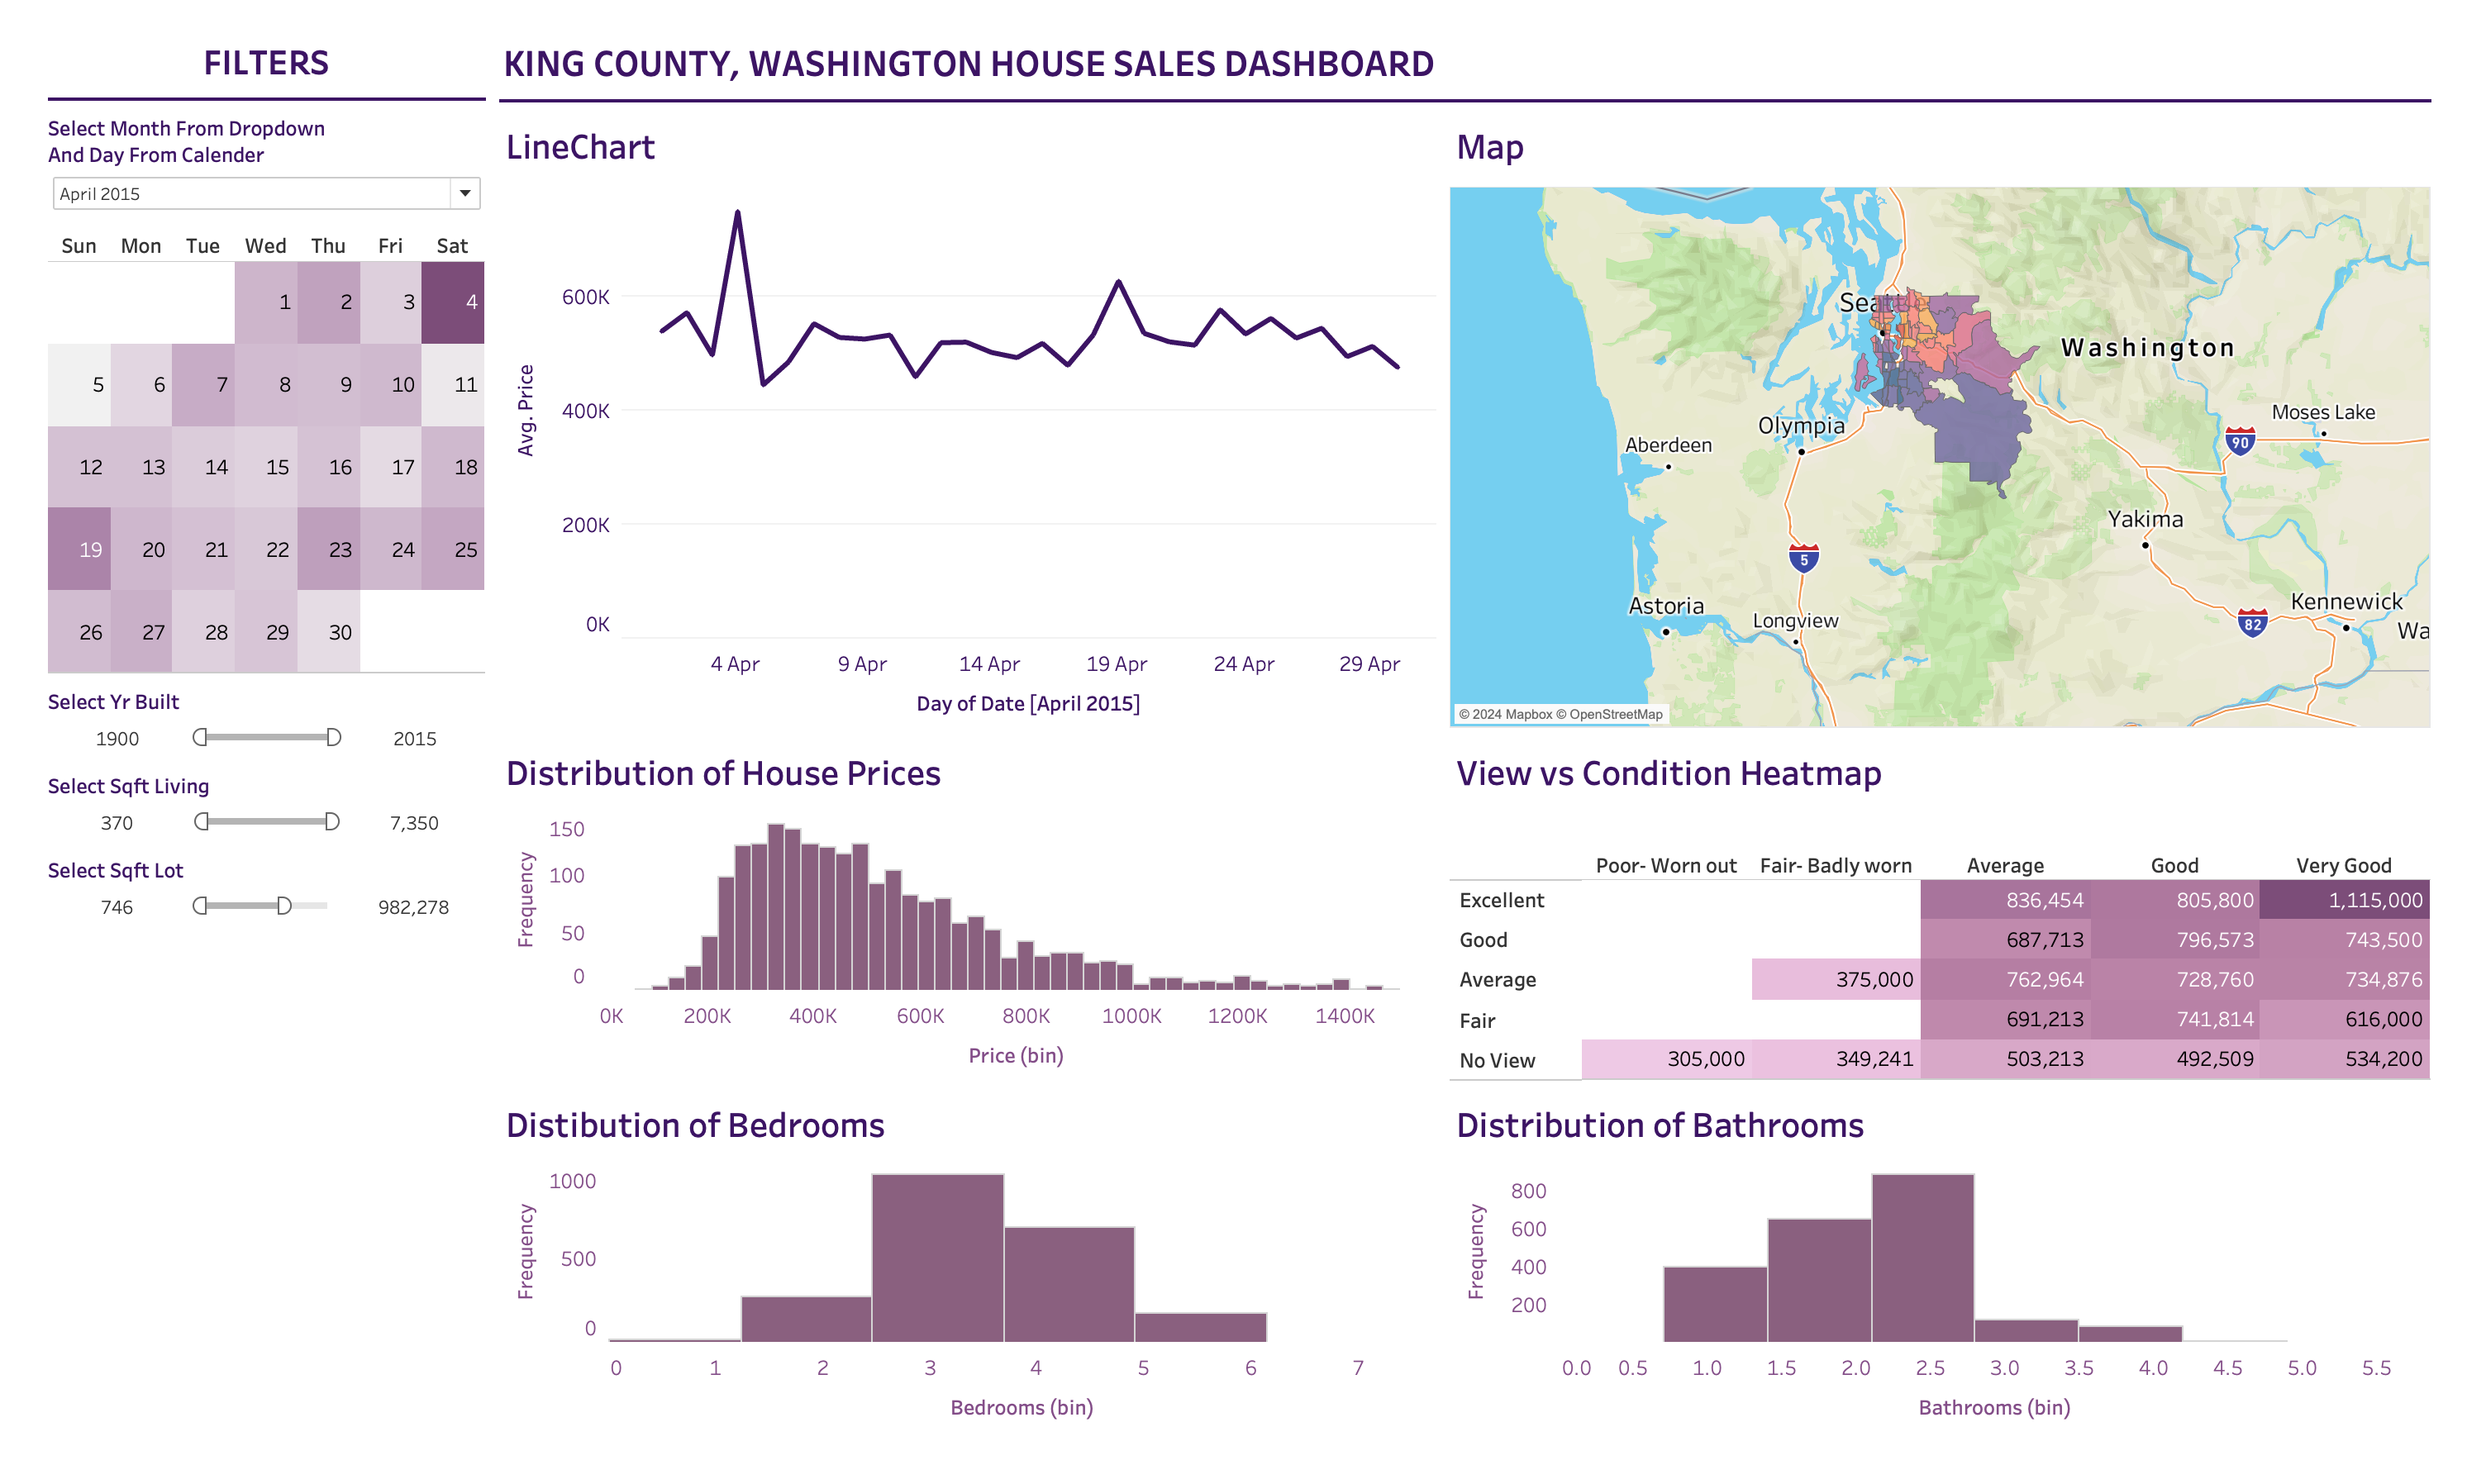 FILTERS
KING COUNTY, WASHINGTON HOUSE SALES DASHBOARD
Select Month From Dropdown
And Day From Calender
April 2015
Sun Mon Tue Wed Thu Fri Sat
1 2 3 4
5 6 7 8 9 10 11
12 13 14 15 16 17 18
19 20 21 22 23 24 25
26 27 28 29 30
Select Yr Built
1900 2015
Select Sqft Living
370 7,350
Select Sqft Lot
746 982,278
LineChart
Avg. Price
600K
400K
200K
0K
4 Apr 9 Apr 14 Apr 19 Apr 24 Apr 29 Apr
Day of Date [April 2015]
Map
Washington
Moses Lake
90
Olympia
Aberdeen
Yakima
5
Astoria
Longview
Kennewick
82
© 2024 Mapbox © OpenStreetMap
Distribution of House Prices
Frequency
150
100
50
0
0K 200K 400K 600K 800K 1000K 1200K 1400K
Price (bin)
View vs Condition Heatmap
Poor- Worn out Fair- Badly worn Average Good Very Good
Excellent 836,454 805,800 1,115,000
Good 687,713 796,573 743,500
Average 375,000 762,964 728,760 734,876
Fair 691,213 741,814 616,000
No View 305,000 349,241 503,213 492,509 534,200
Distibution of Bedrooms
Frequency
1000
500
0
0 1 2 3 4 5 6 7
Bedrooms (bin)
Distribution of Bathrooms
Frequency
800
600
400
200
0.0 0.5 1.0 1.5 2.0 2.5 3.0 3.5 4.0 4.5 5.0 5.5
Bathrooms (bin)